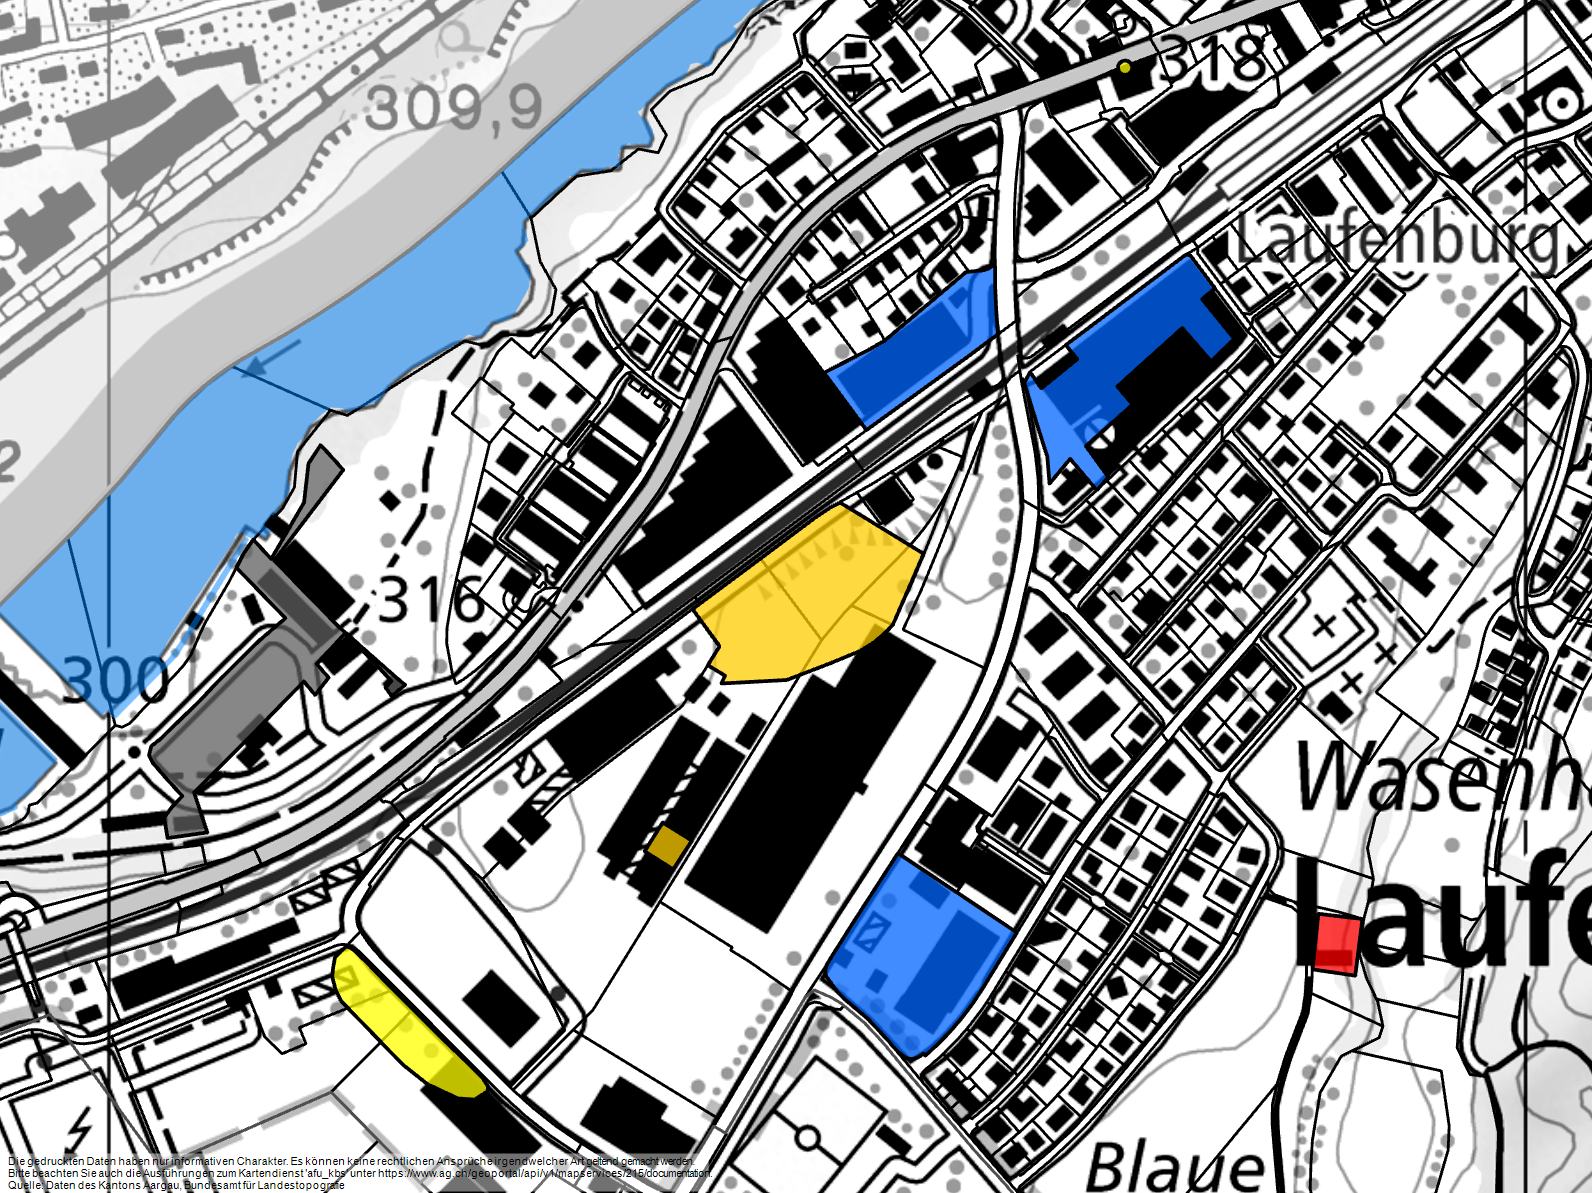 318
309,9
Laufenburg
316
300
Wasenh
Laufe
Blaue
Die gedruckten Daten haben nur informativen Charakter. Es können keine rechtlichen Ansprüche irgendwelcher Art geltend gemacht werden.
Bitte beachten Sie auch die Ausführungen zum Kartendienst 'afu_kbs' unter https://www.ag.ch/geoportal/api/v1/mapservices/215/documentation.
Quelle: Daten des Kantons Aargau, Bundesamt für Landestopografie